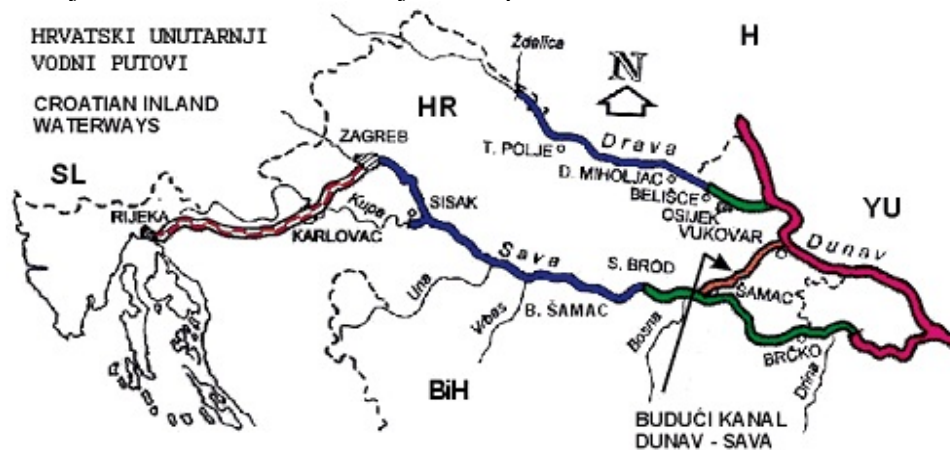 HRVATSKI UNUTARNJI
VODNI PUTOVI
CROATIAN INLAND
WATERWAYS
H
Ždalica
N
HR
ZAGREB
Drava
T. POLJE
D. MIHOLJAC
BELIŠĆE
OSIJEK
VUKOVAR
YU
SL
RIJEKA
Kupa
SISAK
KARLOVAC
Dunav
Sava
S. BROD
Una
Vrbas
B. ŠAMAC
Bosna
ŠAMAC
BRČKO
Drina
BiH
BUDUĆI KANAL
DUNAV - SAVA